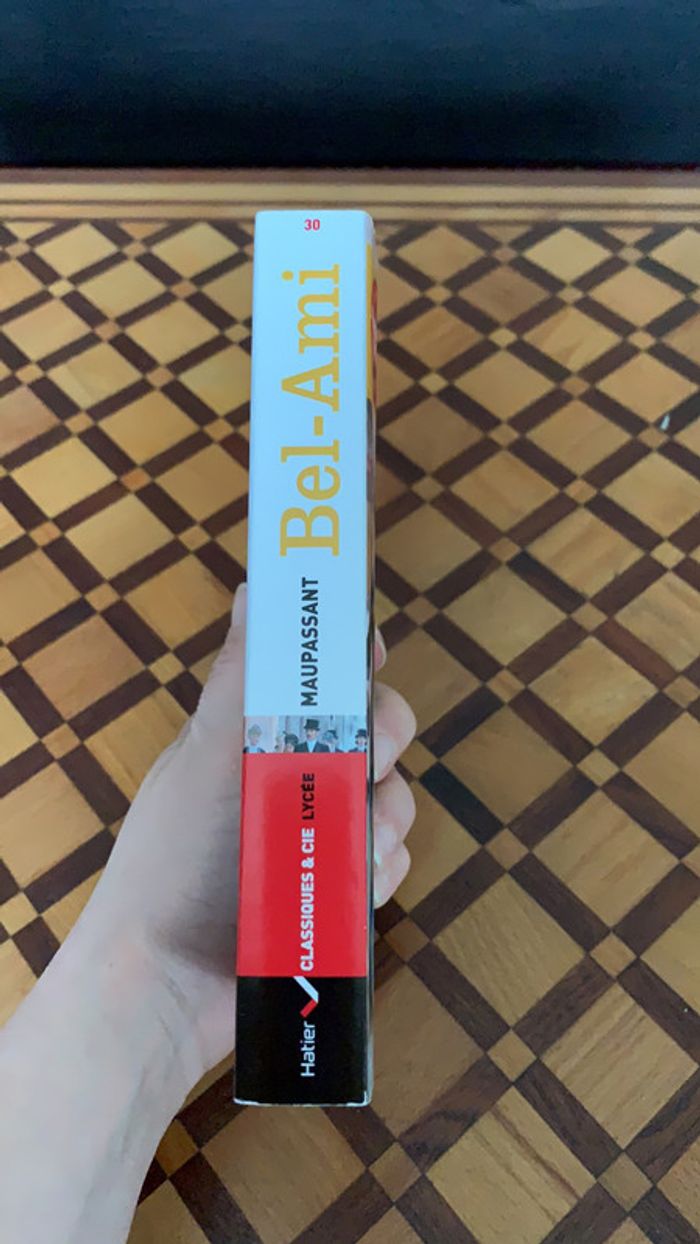 30
Bel-Ami
MAUPASSANT
CLASSIQUES & CIE LYCÉE
Hatier